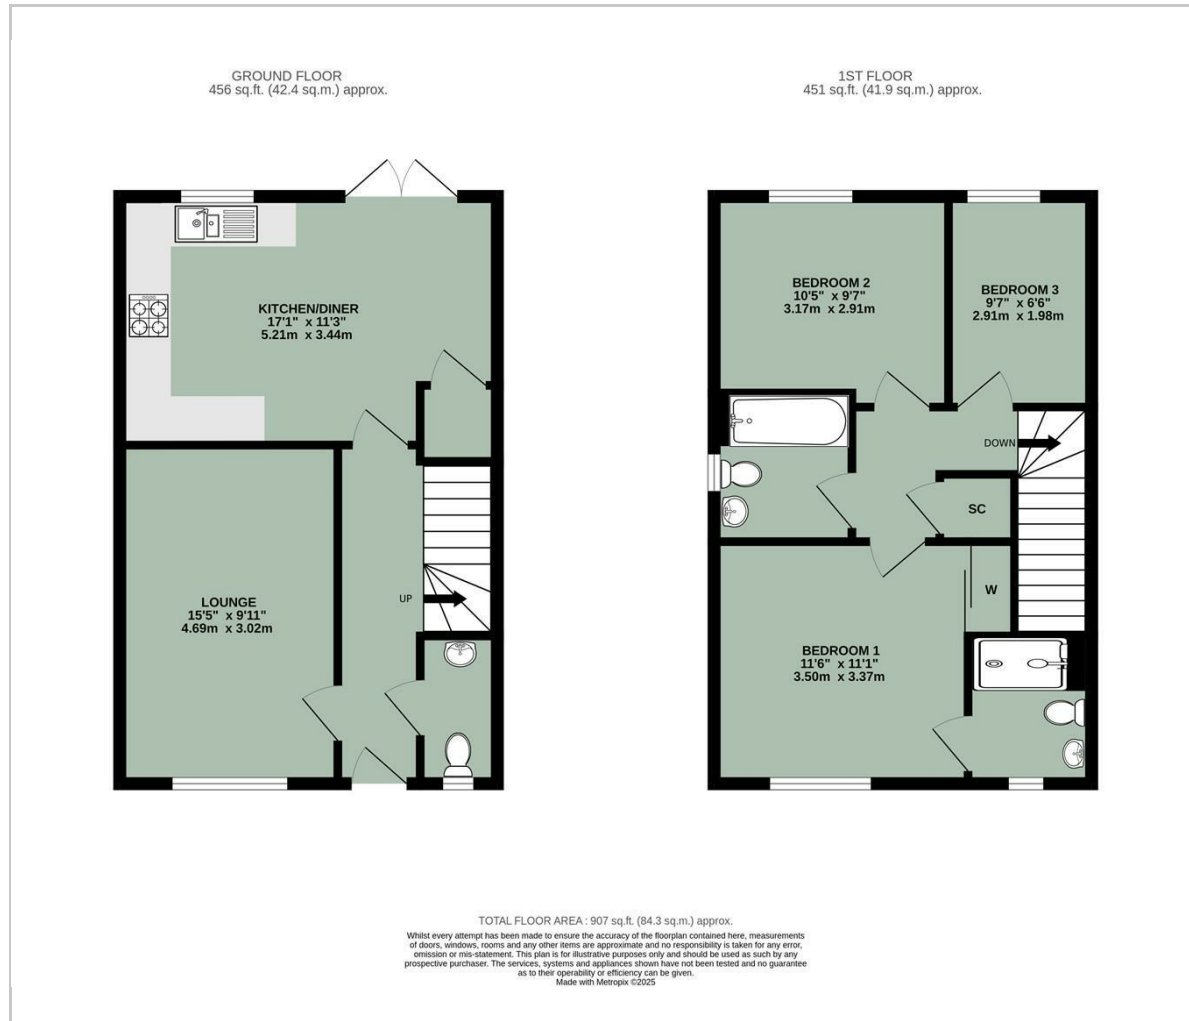 GROUND FLOOR
456 sq.ft. (42.4 sq.m.) approx.
1ST FLOOR
451 sq.ft. (41.9 sq.m.) approx.
KITCHEN/DINER
17'1" x 11'3"
5.21m x 3.44m
LOUNGE
15'5" x 9'11"
4.69m x 3.02m
UP
BEDROOM 2
10'5" x 9'7"
3.17m x 2.91m
BEDROOM 3
9'7" x 6'6"
2.91m x 1.98m
DOWN
SC
W
BEDROOM 1
11'6" x 11'1"
3.50m x 3.37m
TOTAL FLOOR AREA : 907 sq.ft. (84.3 sq.m.) approx.
Whilst every attempt has been made to ensure the accuracy of the floorplan contained here, measurements
of doors, windows, rooms and any other items are approximate and no responsibility is taken for any error,
omission or mis-statement. This plan is for illustrative purposes only and should be used as such by any
prospective purchaser. The services, systems and appliances shown have not been tested and no guarantee
as to their operability or efficiency can be given.
Made with Metropix ©2025